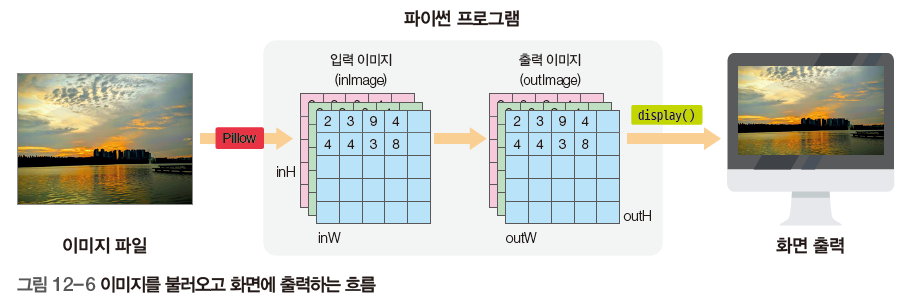 파이썬 프로그램
입력 이미지
(inImage)
출력 이미지
(outImage)
Pillow
2 3 9 4
4 4 3 8
inH
inW
2 3 9 4
4 4 3 8
outH
outW
display()
이미지 파일
화면 출력
그림 12-6 이미지를 불러오고 화면에 출력하는 흐름